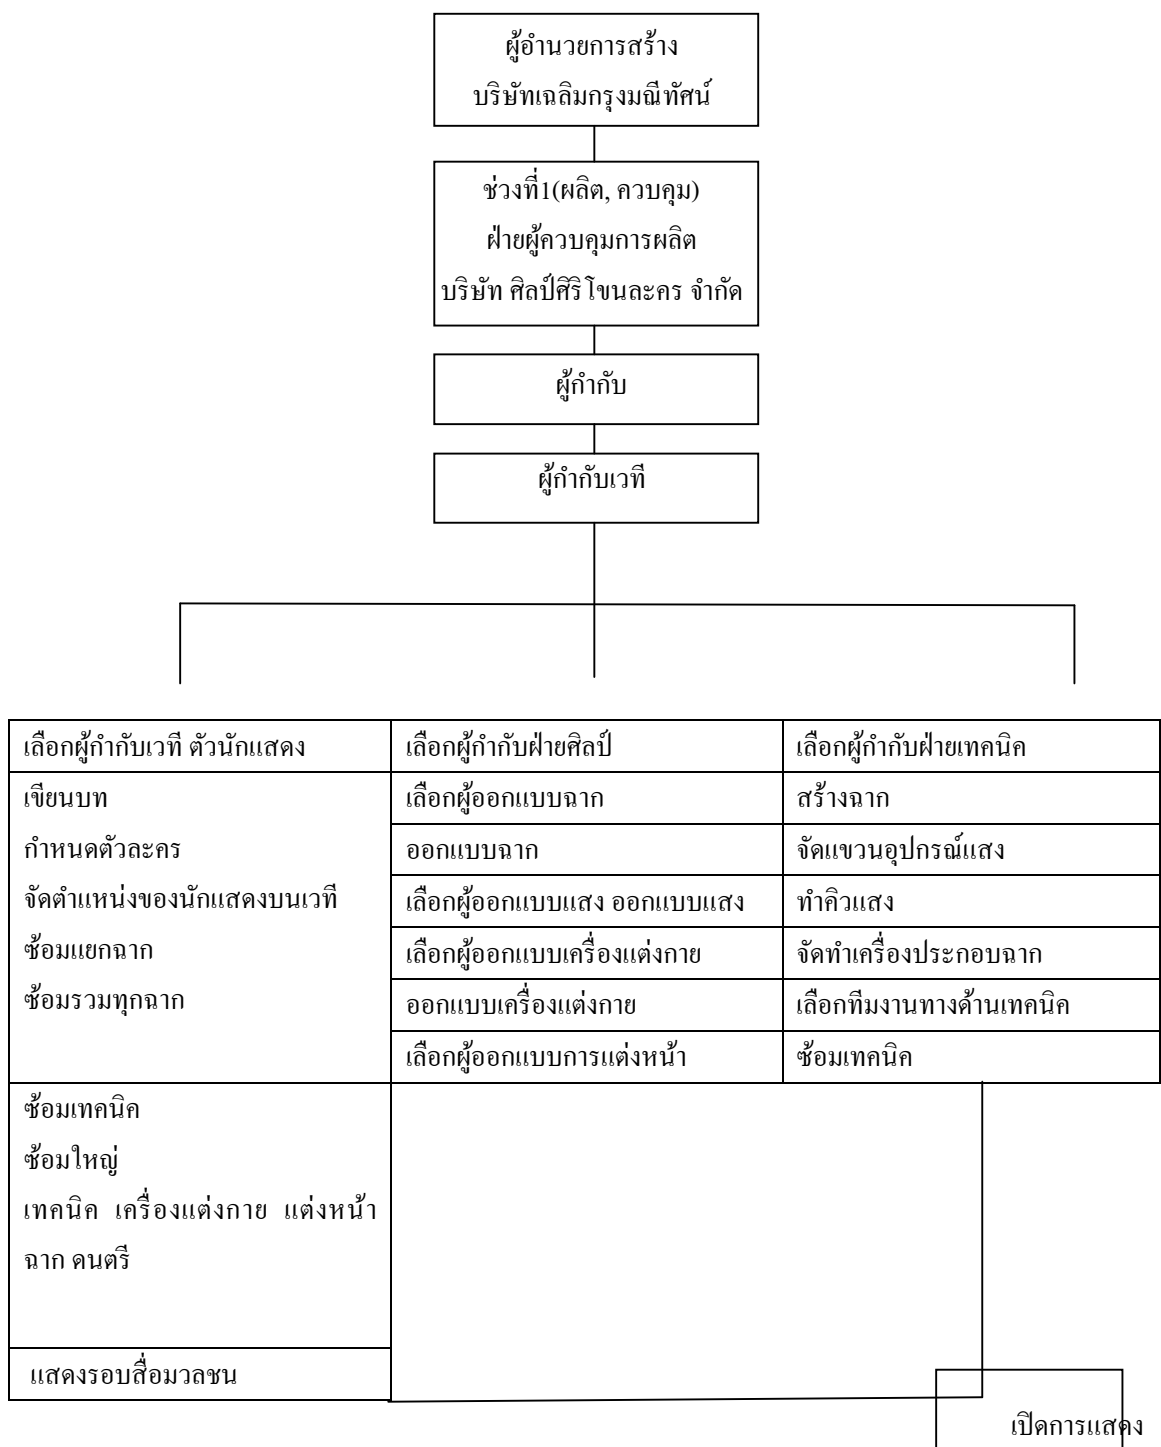 ผู้อำนวยการสร้าง
บริษัทเฉลิมกรุงมณีทัศน์
ช่วงที่1(ผลิต, ควบคุม)
ฝ่ายผู้ควบคุมการผลิต
บริษัท ศิลป์ศิริโขนละคร จำกัด
ผู้กำกับ
ผู้กำกับเวที
เลือกผู้กำกับเวที ตัวนักแสดง
เขียนบท
กำหนดตัวละคร
จัดตำแหน่งของนักแสดงบนเวที
ซ้อมแยกฉาก
ซ้อมรวมทุกฉาก
ซ้อมเทคนิค
ซ้อมใหญ่
เทคนิค เครื่องแต่งกาย แต่งหน้า
ฉาก ดนตรี
แสดงรอบสื่อมวลชน
เลือกผู้กำกับฝ่ายศิลป์
เลือกผู้ออกแบบฉาก
ออกแบบฉาก
เลือกผู้ออกแบบแสง ออกแบบแสง
เลือกผู้ออกแบบเครื่องแต่งกาย
ออกแบบเครื่องแต่งกาย
เลือกผู้ออกแบบการแต่งหน้า
เลือกผู้กำกับฝ่ายเทคนิค
สร้างฉาก
จัดแขวนอุปกรณ์แสง
ทำคิวแสง
จัดทำเครื่องประกอบฉาก
เลือกทีมงานทางด้านเทคนิค
ซ้อมเทคนิค
เปิดการแสดง